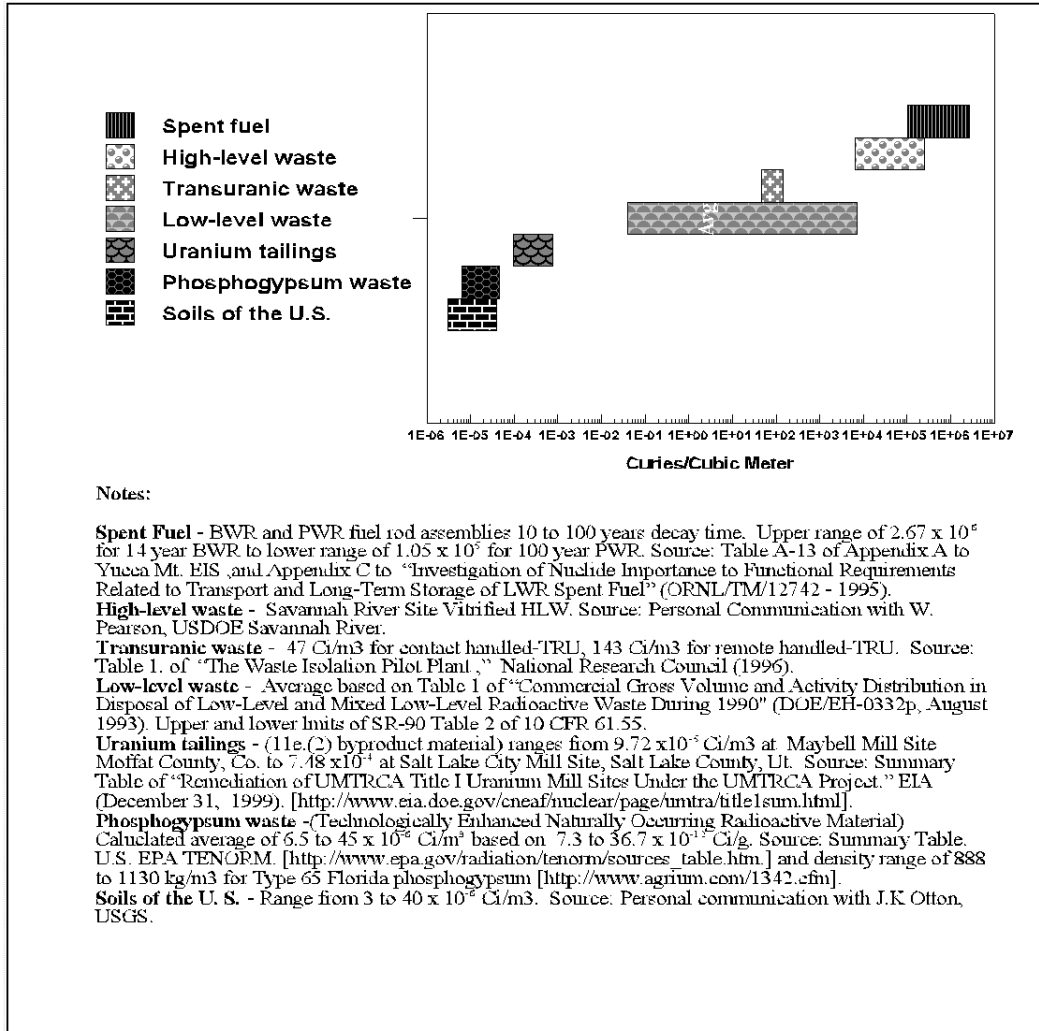 Spent fuel
High-level waste
Transuranic waste
Low-level waste
Uranium tailings
Phosphogypsum waste
Soils of the U.S.
1E-06 1E-05 1E-04 1E-03 1E-02 1E-01 1E+00 1E+01 1E+02 1E+03 1E+04 1E+05 1E+06 1E+07
Curies/Cubic Meter
Notes:
Spent Fuel - BWR and PWR fuel rod assemblies 10 to 100 years decay time. Upper range of 2.67 x 10⁶
for 14 year BWR to lower range of 1.05 x 10⁵ for 100 year PWR. Source: Table A-13 of Appendix A to
Yucca Mt. EIS ,and Appendix C to "Investigation of Nuclide Importance to Functional Requirements
Related to Transport and Long-Term Storage of LWR Spent Fuel" (ORNL/TM/12742 - 1995).
High-level waste - Savannah River Site Vitrified HLW. Source: Personal Communication with W.
Pearson, USDOE Savannah River.
Transuranic waste - 47 Ci/m3 for contact handled-TRU, 143 Ci/m3 for remote handled-TRU. Source:
Table 1. of "The Waste Isolation Pilot Plant," National Research Council (1996).
Low-level waste - Average based on Table 1 of "Commercial Gross Volume and Activity Distribution in
Disposal of Low-Level and Mixed Low-Level Radioactive Waste During 1990" (DOE/EH-0332p, August
1993). Upper and lower lmits of SR-90 Table 2 of 10 CFR 61.55.
Uranium tailings - (11e.(2) byproduct material) ranges from 9.72 x10⁻⁵ Ci/m3 at Maybell Mill Site
Moffat County, Co. to 7.48 x10⁻⁴ at Salt Lake City Mill Site, Salt Lake County, Ut. Source: Summary
Table of "Remediation of UMTRCA Title I Uranium Mill Sites Under the UMTRCA Project." EIA
(December 31, 1999). [http://www.eia.doe.gov/cneaf/nuclear/page/umtra/title1sum.html].
Phosphogypsum waste -(Technologically Enhanced Naturally Occurring Radioactive Material)
Caluclated average of 6.5 to 45 x 10⁻⁶ Ci/m³ based on 7.3 to 36.7 x Ci/g. Source: Summary Table.
U.S. EPA TENORM. [http://www.epa.gov/radiation/tenorm/sources_table.htm.] and density range of 888
to 1130 kg/m3 for Type 65 Florida phosphogypsum [http://www.agrium.com/1342.cfm].
Soils of the U. S. - Range from 3 to 40 x 10⁻⁶ Ci/m3. Source: Personal communication with J.K Otton,
USGS.